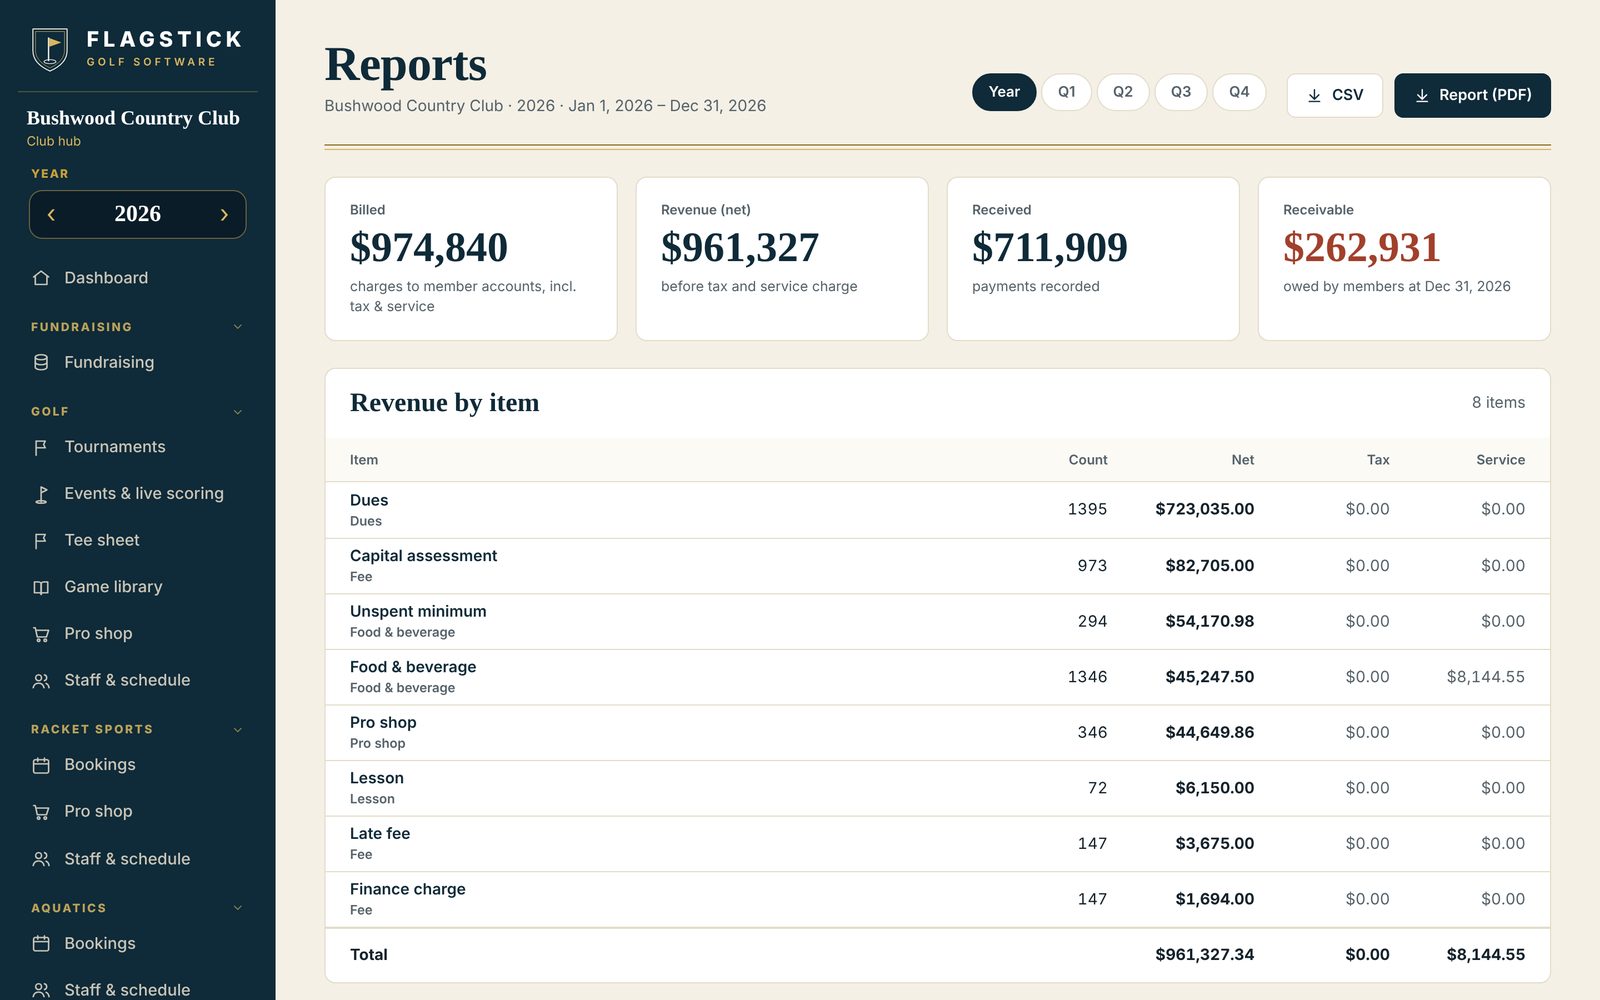 FLAGSTICK
GOLF SOFTWARE
Bushwood Country Club
Club hub
YEAR
2026
Dashboard
FUNDRAISING
Fundraising
GOLF
Tournaments
Events & live scoring
Tee sheet
Game library
Pro shop
Staff & schedule
RACKET SPORTS
Bookings
Pro shop
Staff & schedule
AQUATICS
Bookings
Staff & schedule
Reports
Bushwood Country Club · 2026 · Jan 1, 2026 – Dec 31, 2026
Year Q1 Q2 Q3 Q4 CSV Report (PDF)
Billed
$974,840
charges to member accounts, incl.
tax & service
Revenue (net)
$961,327
before tax and service charge
Received
$711,909
payments recorded
Receivable
$262,931
owed by members at Dec 31, 2026
Revenue by item 8 items
Item Count Net Tax Service
Dues
Dues
1395 $723,035.00 $0.00 $0.00
Capital assessment
Fee
973 $82,705.00 $0.00 $0.00
Unspent minimum
Food & beverage
294 $54,170.98 $0.00 $0.00
Food & beverage
Food & beverage
1346 $45,247.50 $0.00 $8,144.55
Pro shop
Pro shop
346 $44,649.86 $0.00 $0.00
Lesson
Lesson
72 $6,150.00 $0.00 $0.00
Late fee
Fee
147 $3,675.00 $0.00 $0.00
Finance charge
Fee
147 $1,694.00 $0.00 $0.00
Total $961,327.34 $0.00 $8,144.55